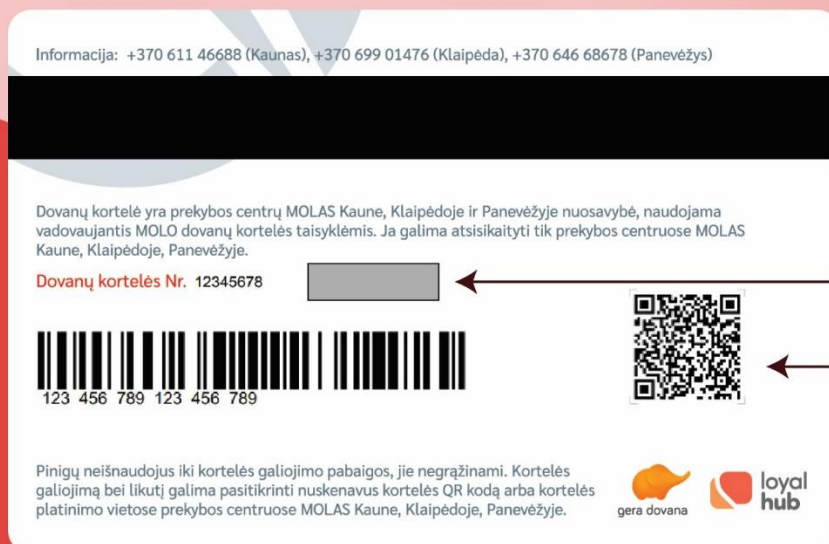 Informacija: +370 611 46688 (Kaunas), +370 699 01476 (Klaipėda), +370 646 68678 (Panevėžys)
Dovanų kortelė yra prekybos centrų MOLAS Kaune, Klaipėdoje ir Panevėžyje nuosavybė, naudojama
vadovaujantis MOLO dovanų kortelės taisyklėmis. Ja galima atsisikaityti tik prekybos centruose MOLAS
Kaune, Klaipėdoje, Panevėžyje.
Dovanų kortelės Nr. 12345678
123 456 789 123 456 789
Pinigų neišnaudojus iki kortelės galiojimo pabaigos, jie negrąžinami. Kortelės
galiojimą bei likutį galima pasitikrinti nuskenavus kortelės QR kodą arba kortelės
platinimo vietose prekybos centruose MOLAS Kaune, Klaipėdoje, Panevėžyje.
gera dovana
loyal
hub